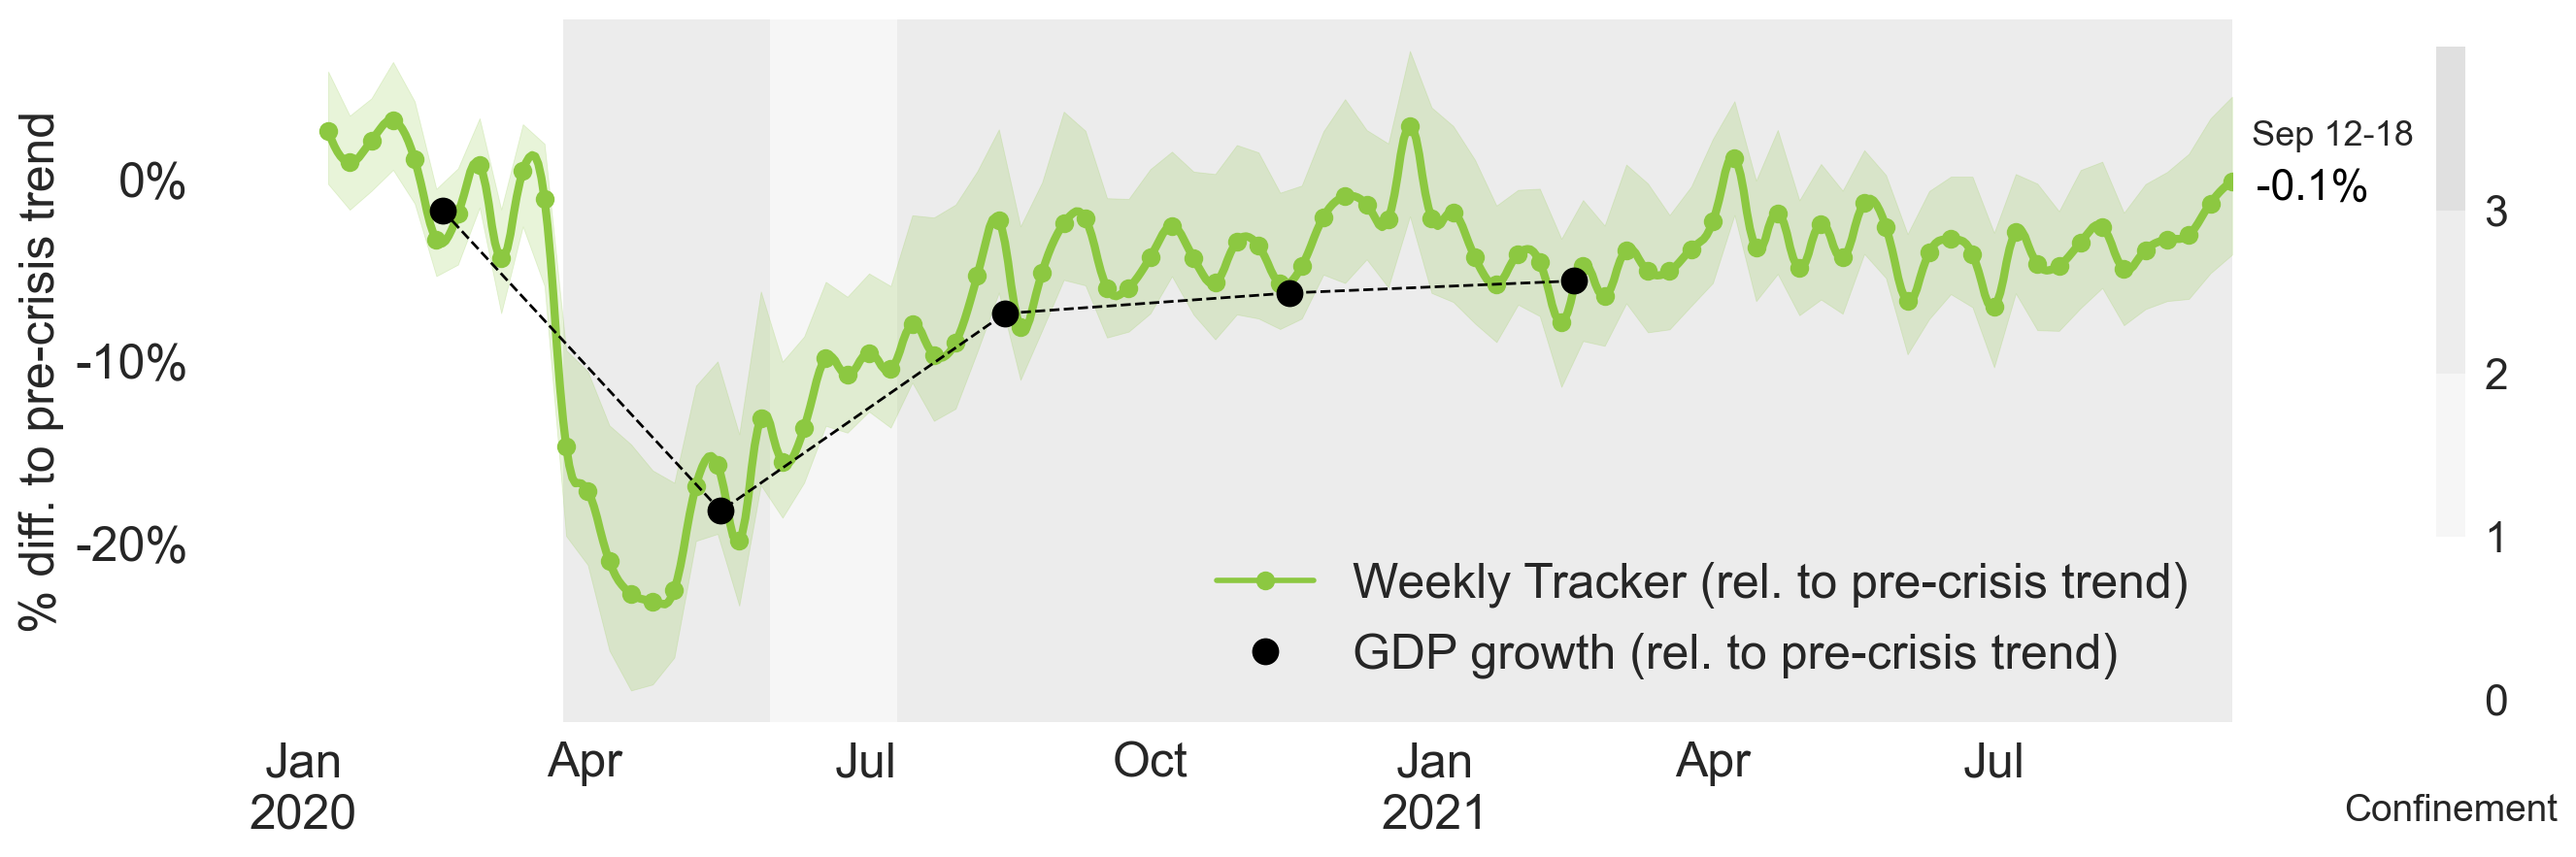 % diff. to pre-crisis trend
0%
-10%
-20%
Jan
2020
Apr
Jul
Oct
Jan
2021
Apr
Jul
Weekly Tracker (rel. to pre-crisis trend)
GDP growth (rel. to pre-crisis trend)
Sep 12-18
-0.1%
3
2
1
0
Confinement